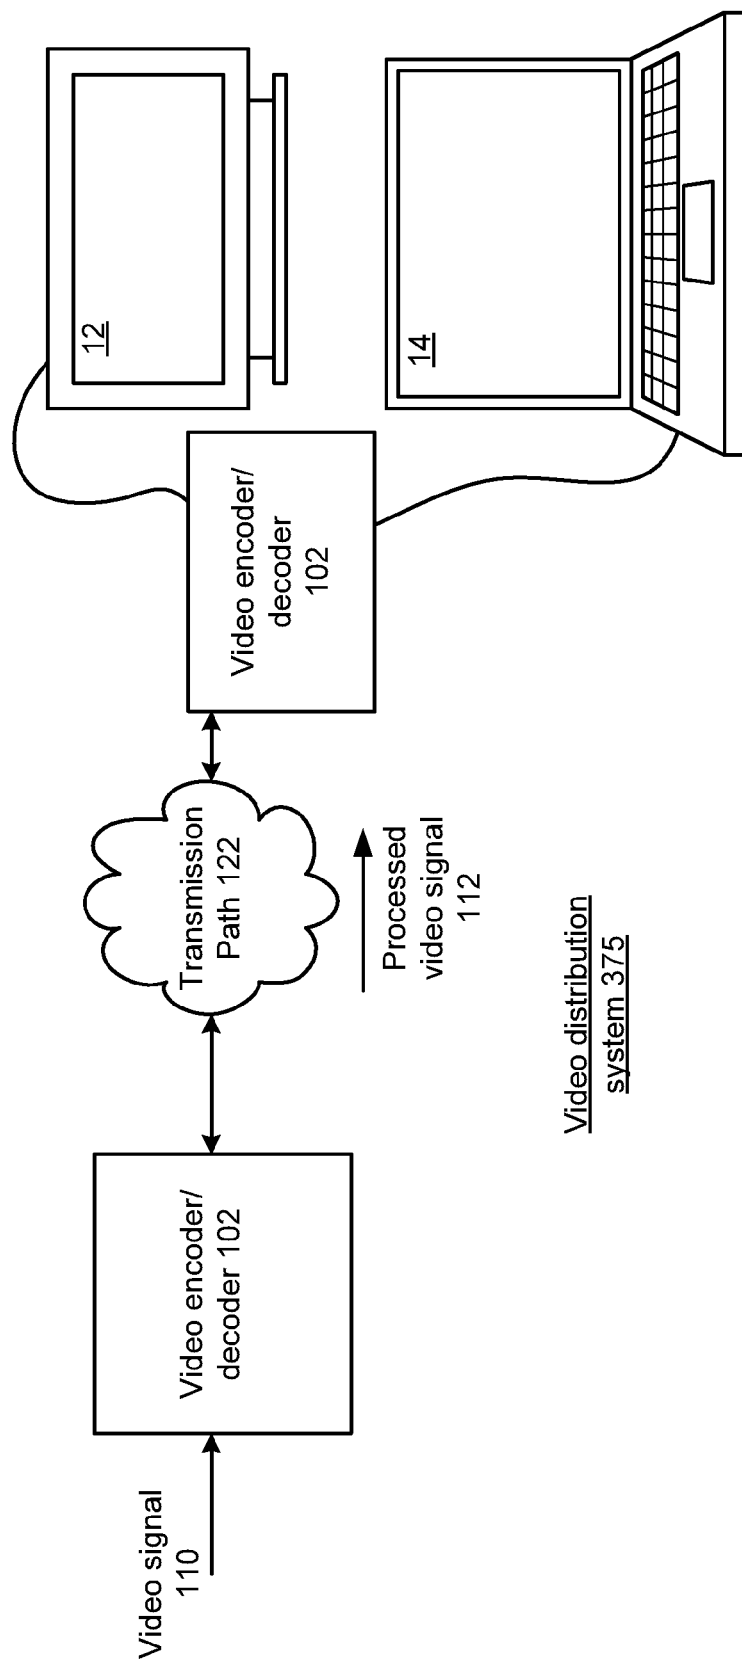 Video signal
110
Video encoder/
decoder 102
Transmission
Path 122
Processed
video signal
112
Video encoder/
decoder
102
12
14
Video distribution
system 375